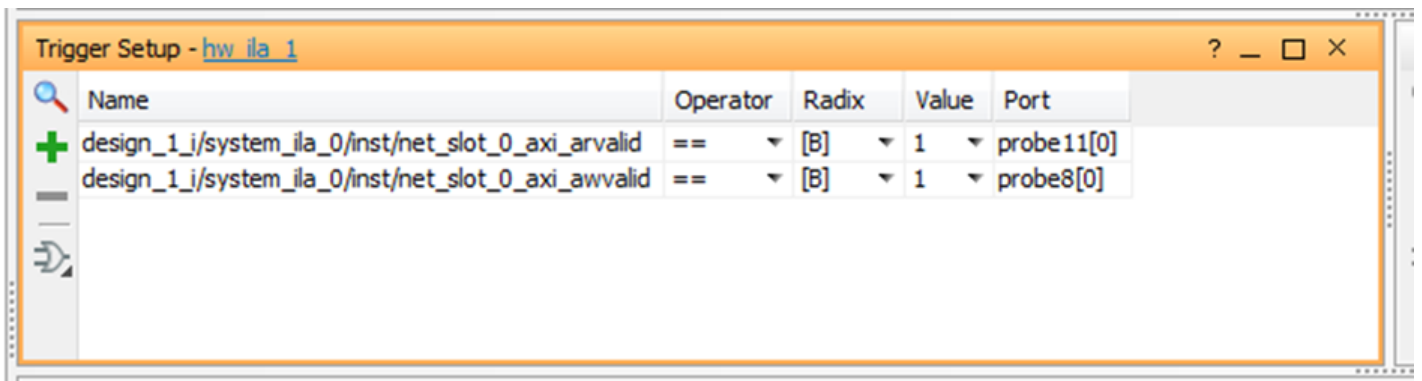 Trigger Setup - hw_ila_1 ? _ □ ×
Name Operator Radix Value Port
design_1_i/system_ila_0/inst/net_slot_0_axi_arvalid == [B] 1 probe11[0]
design_1_i/system_ila_0/inst/net_slot_0_axi_awvalid == [B] 1 probe8[0]